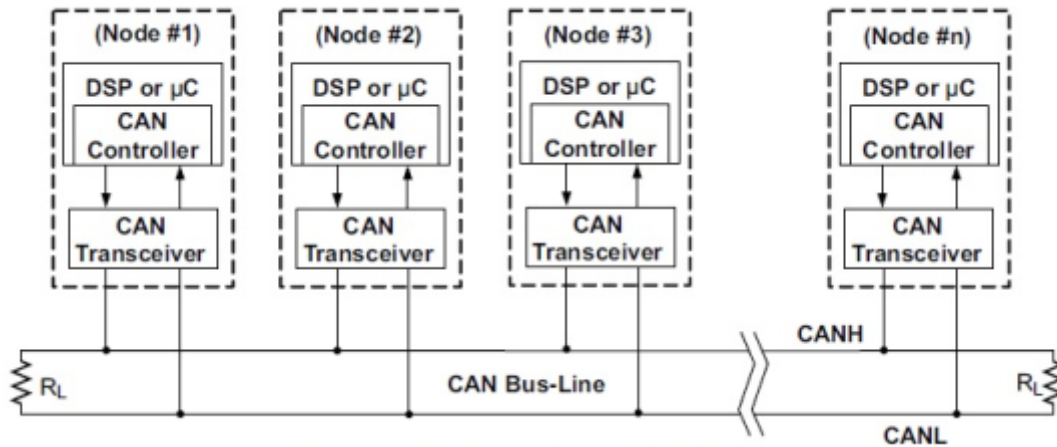 (Node #1)
DSP or µC
CAN
Controller
CAN
Transceiver
(Node #2)
DSP or µC
CAN
Controller
CAN
Transceiver
(Node #3)
DSP or µC
CAN
Controller
CAN
Transceiver
(Node #n)
DSP or µC
CAN
Controller
CAN
Transceiver
CANH
RL
CAN Bus-Line
RL
CANL